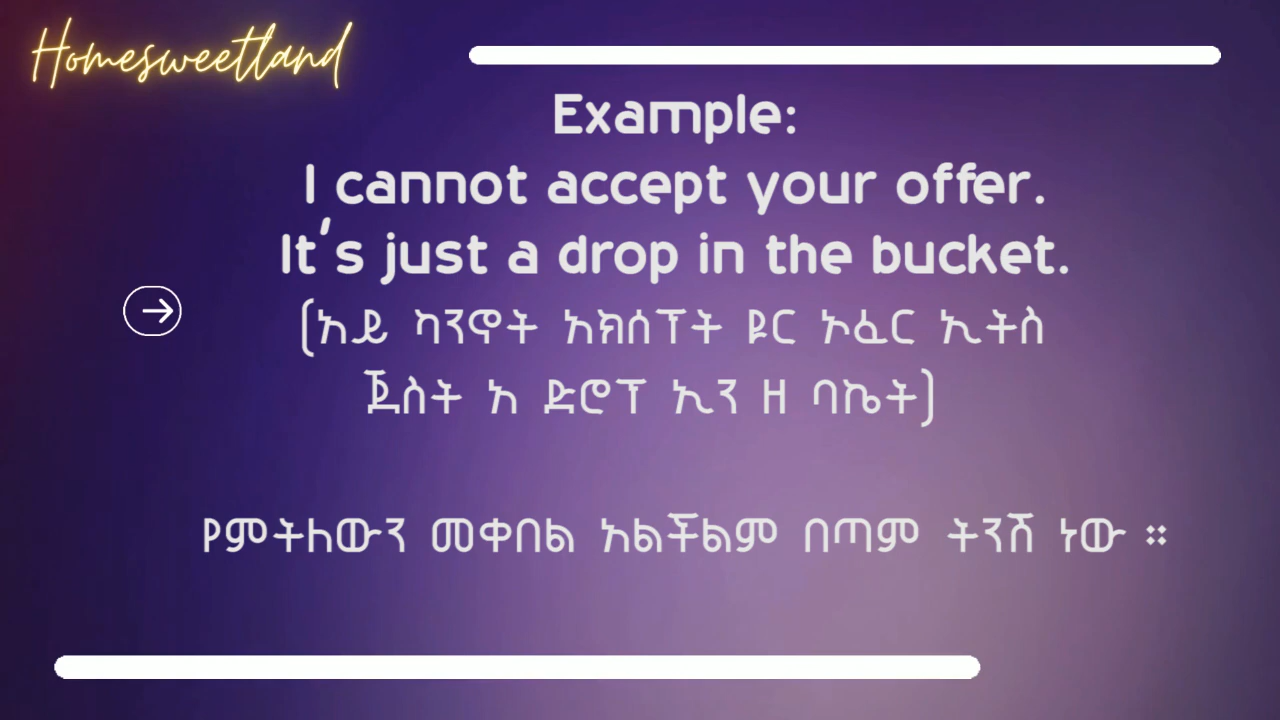 Homesweetland
Example:
I cannot accept your offer.
It's just a drop in the bucket.
(አይ ካንኖት አክሰፕት ዩር ኦፈር ኢትስ
ጁስት አ ድሮፕ ኢን ዘ ባኬት)
የምትለውን መቀበል አልችልም በጣም ትንሽ ነው ።